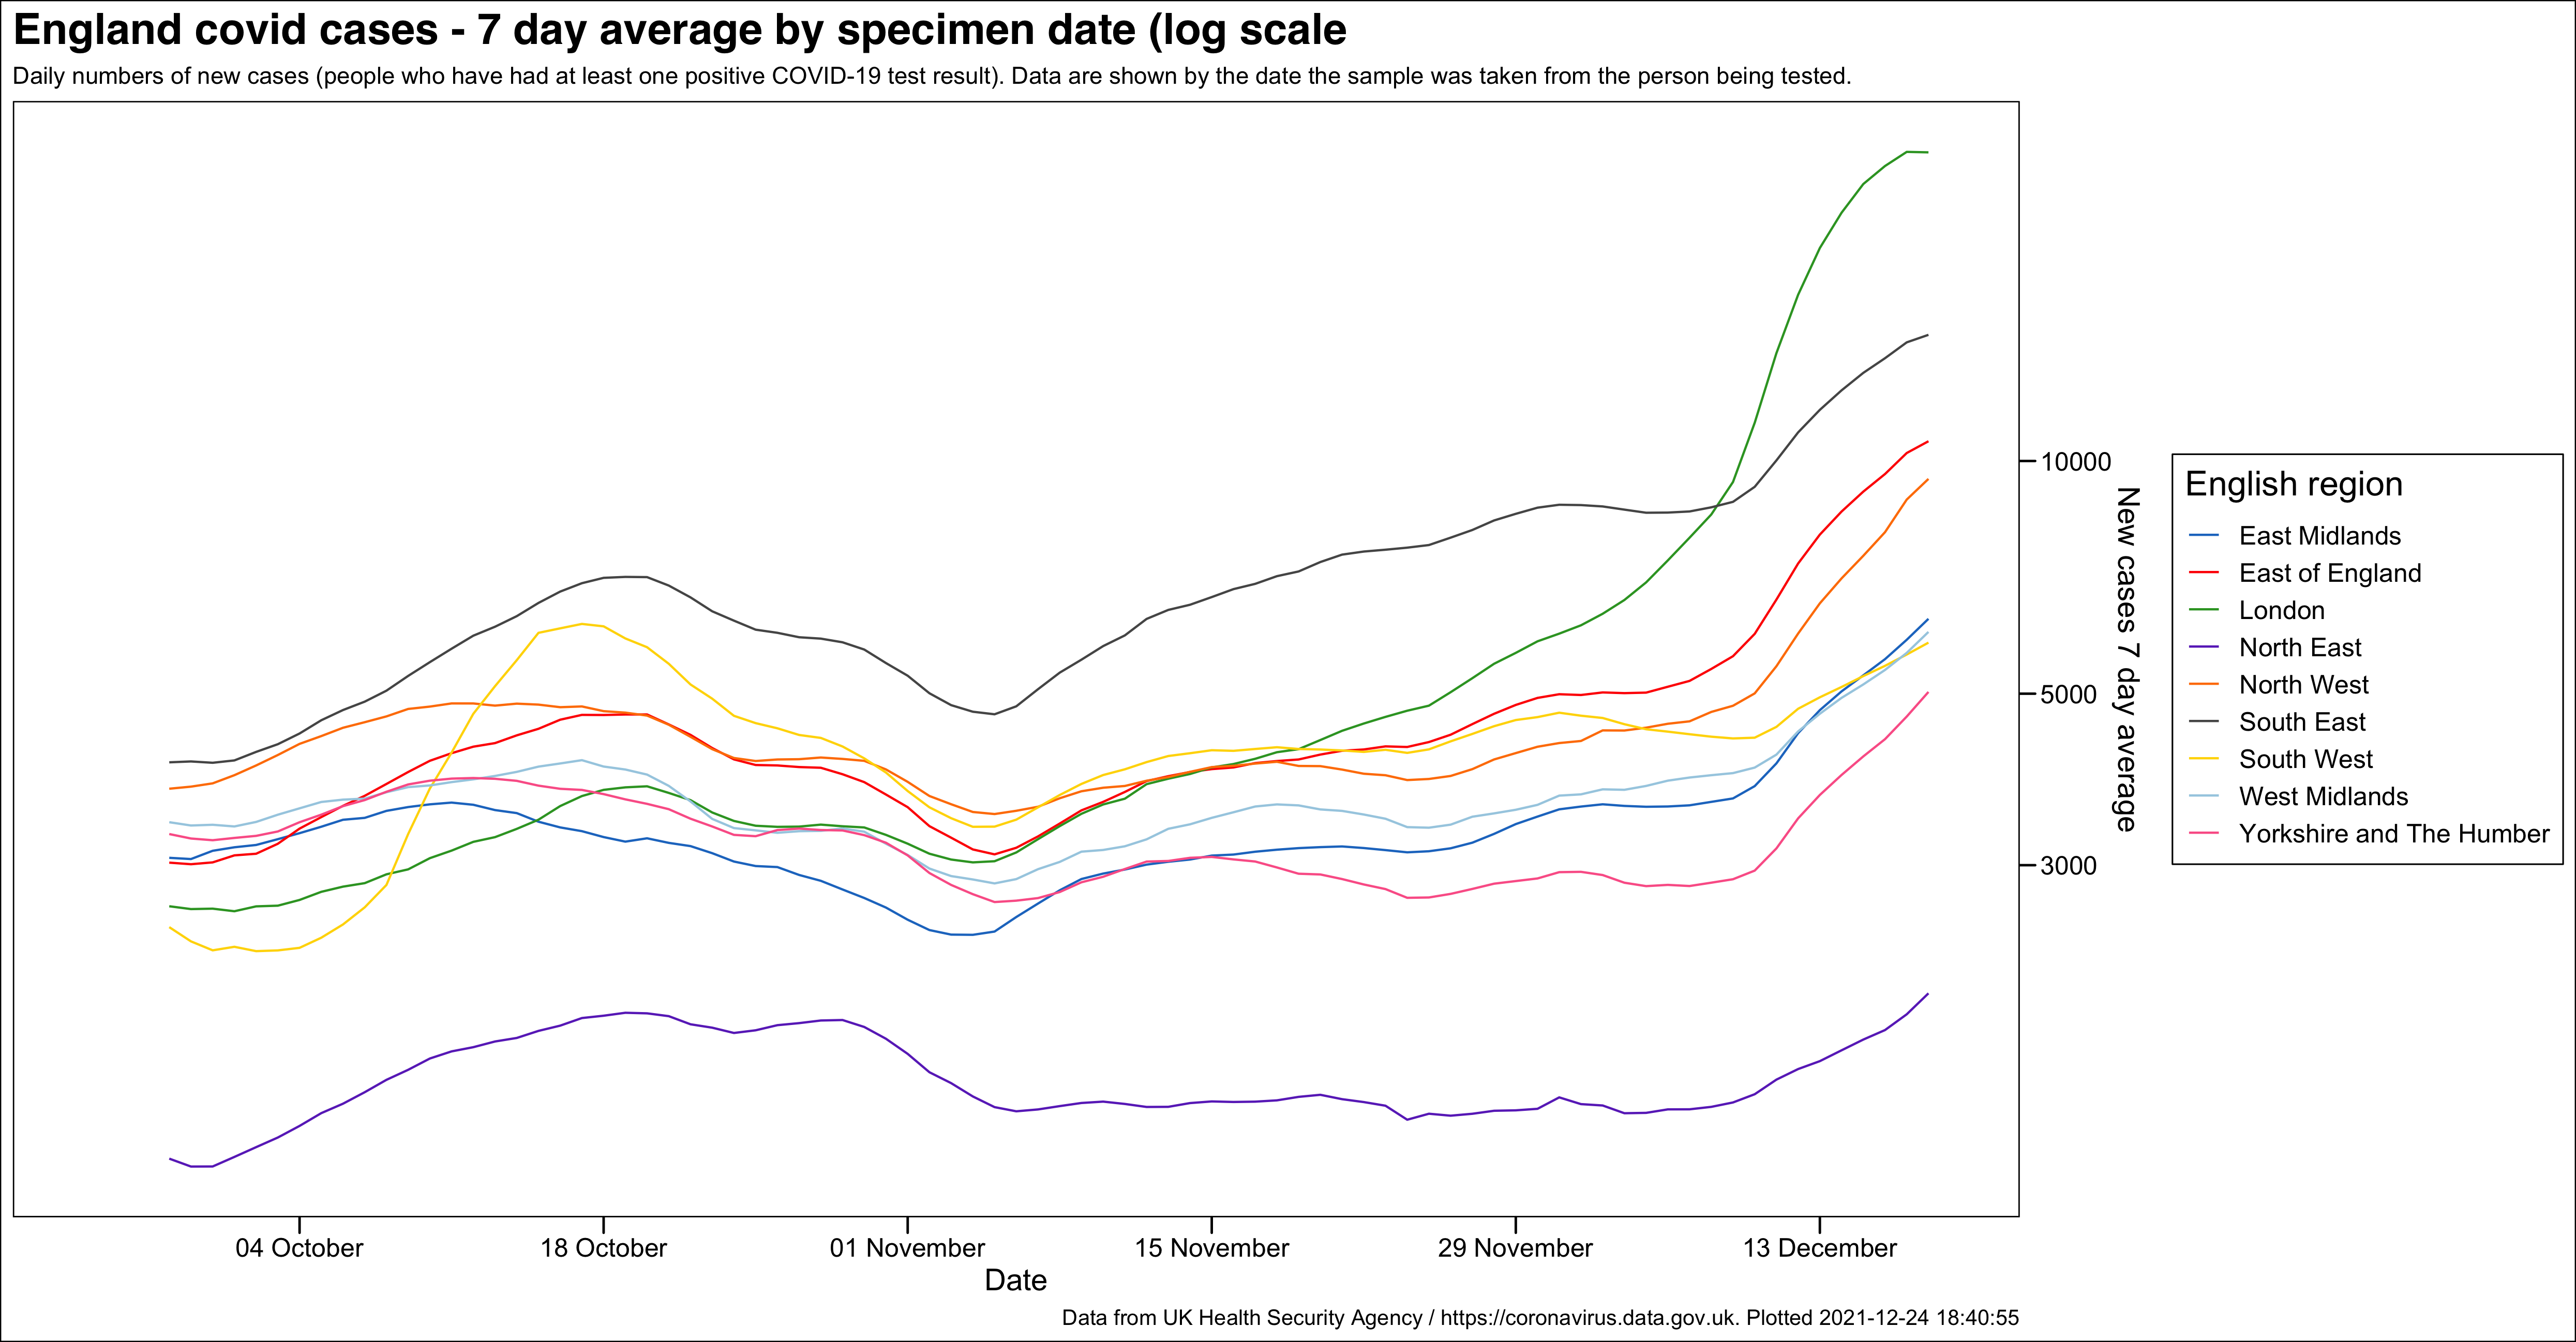 England covid cases - 7 day average by specimen date (log scale
Daily numbers of new cases (people who have had at least one positive COVID-19 test result). Data are shown by the date the sample was taken from the person being tested.
10000
5000
3000
New cases 7 day average
English region
East Midlands
East of England
London
North East
North West
South East
South West
West Midlands
Yorkshire and The Humber
04 October
18 October
01 November
15 November
29 November
13 December
Date
Data from UK Health Security Agency / https://coronavirus.data.gov.uk. Plotted 2021-12-24 18:40:55